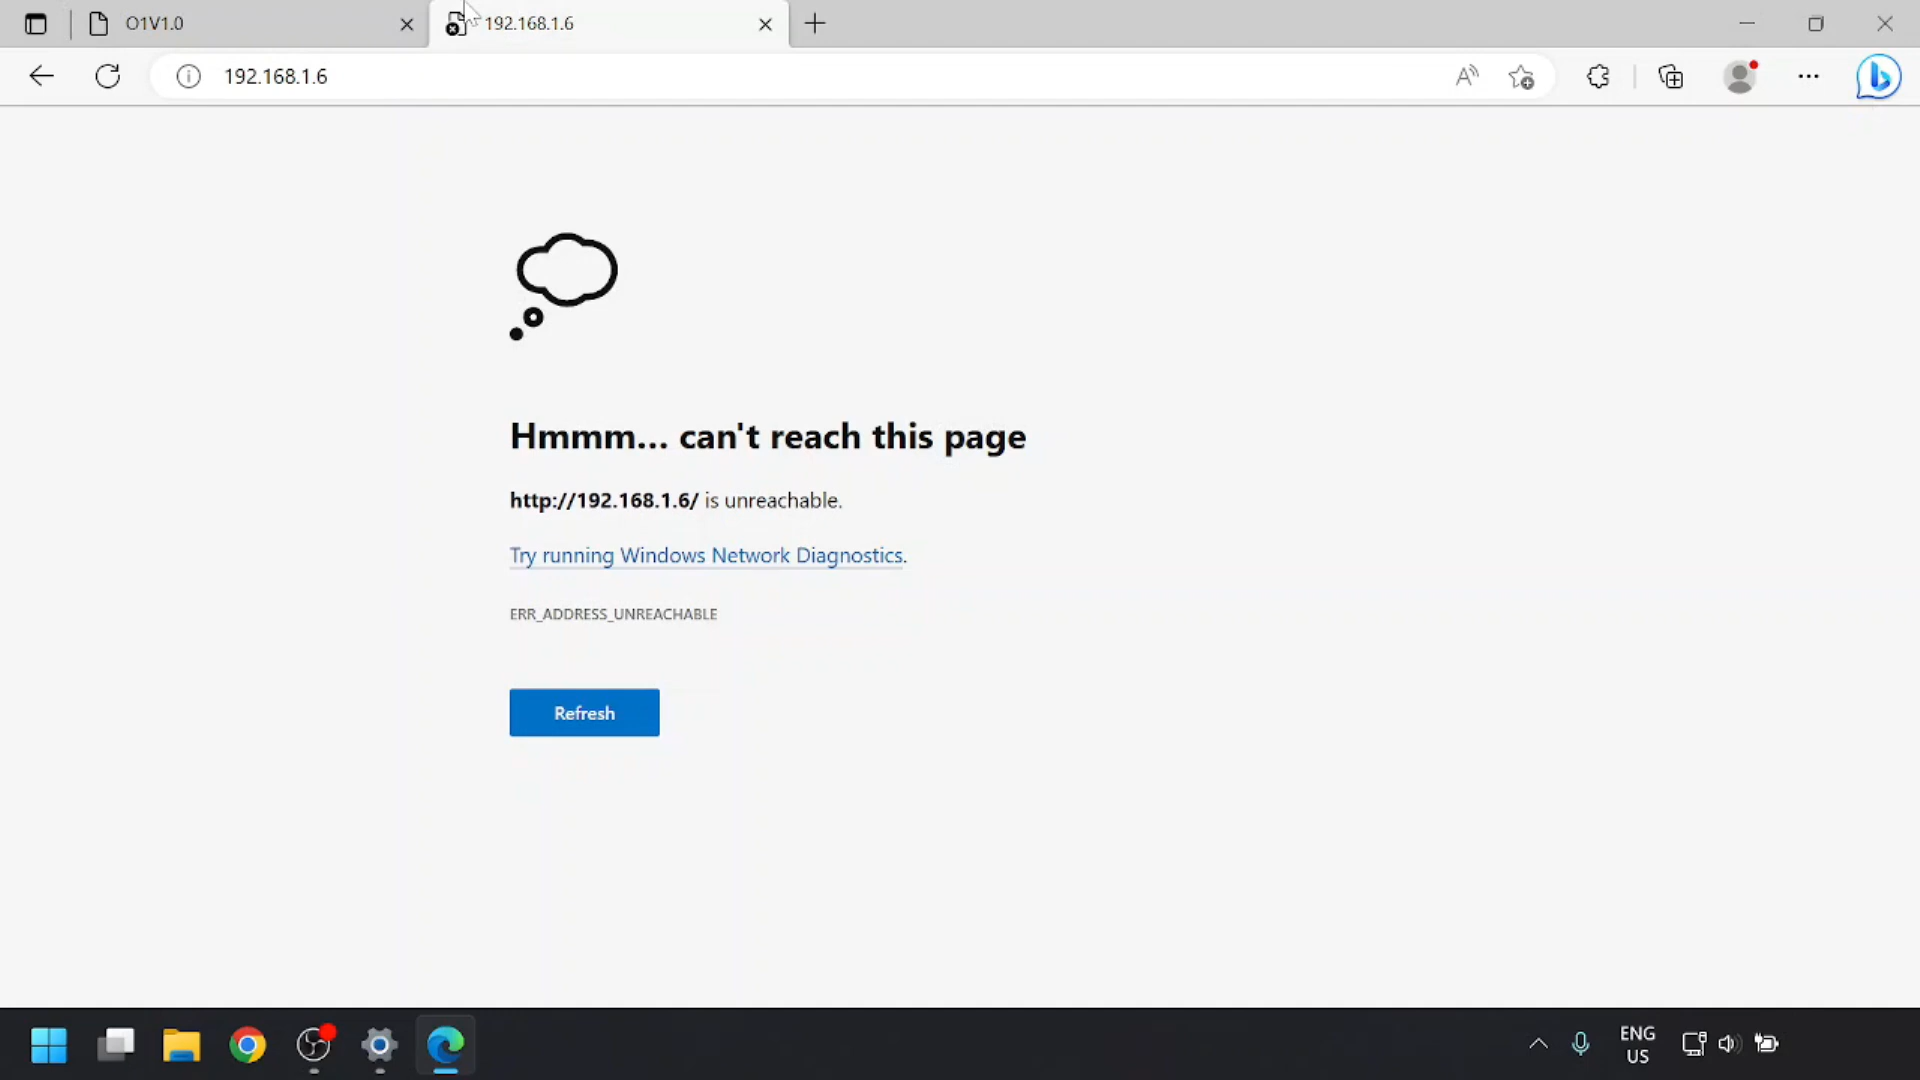 O1V1.0
192.168.1.6
192.168.1.6
Hmmm... can't reach this page
http://192.168.1.6/ is unreachable.
Try running Windows Network Diagnostics.
ERR_ADDRESS_UNREACHABLE
Refresh
ENG
US